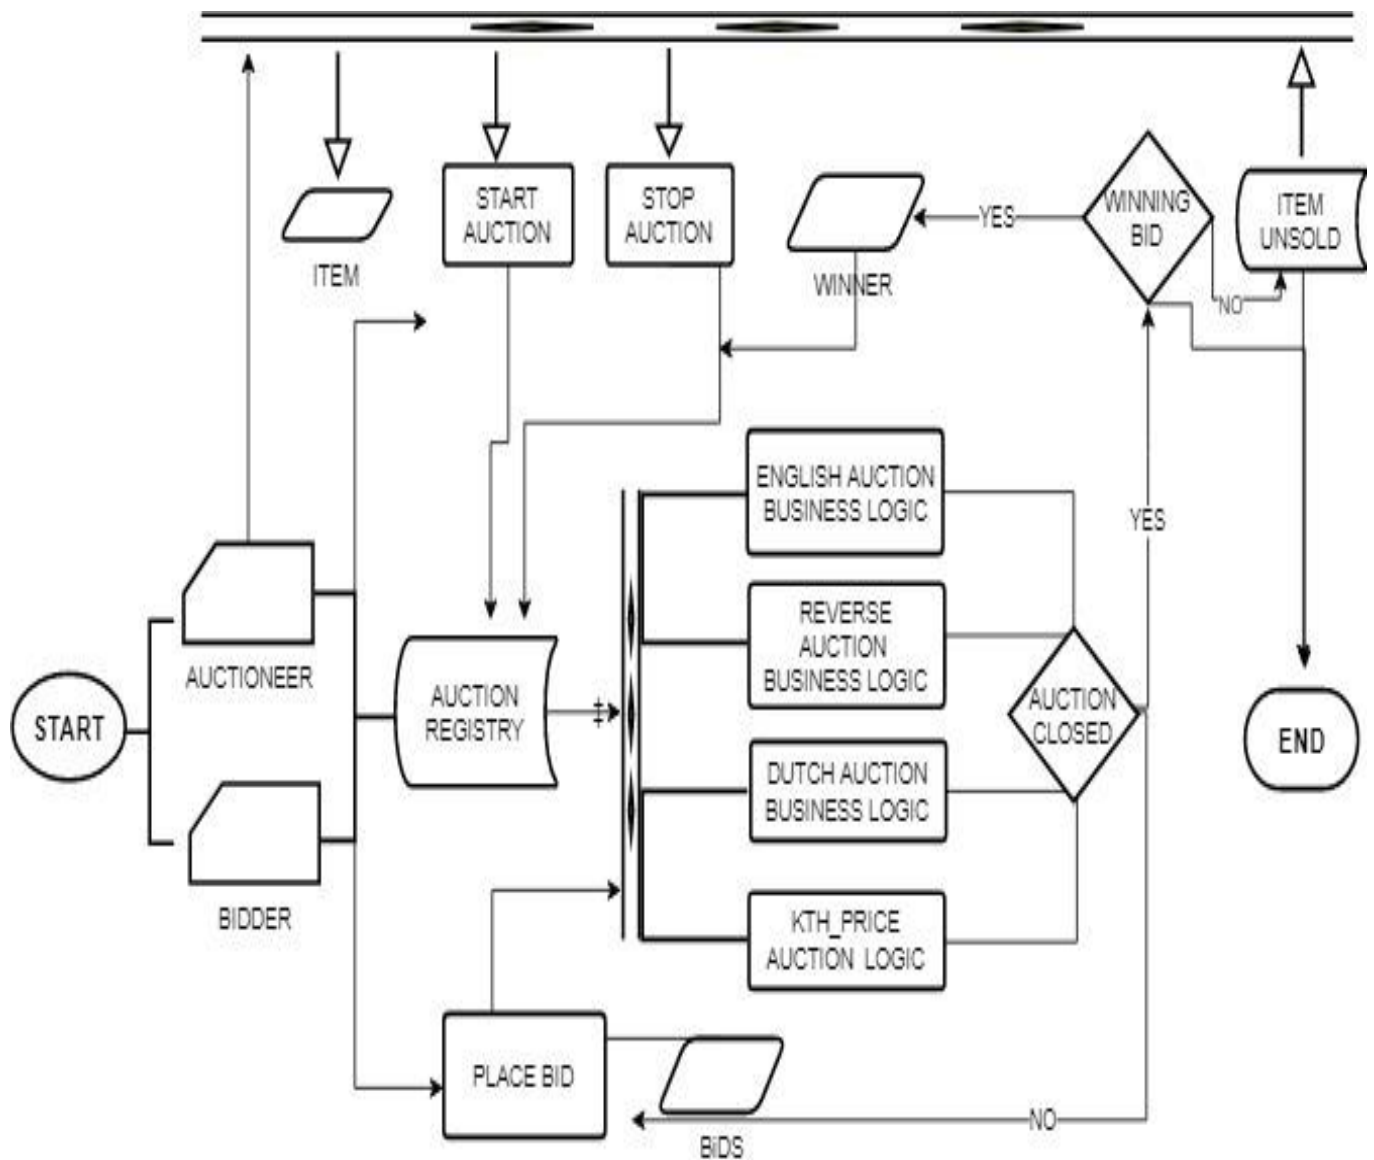 START
AUCTION
STOP
AUCTION
WINNING
BID
ITEM
UNSOLD
YES
ITEM
WINNER
NO
ENGLISH AUCTION
BUSINESS LOGIC
YES
REVERSE
AUCTION
BUSINESS LOGIC
AUCTIONEER
START
AUCTION
REGISTRY
AUCTION
CLOSED
END
DUTCH AUCTION
BUSINESS LOGIC
BIDDER
KTH_PRICE
AUCTION LOGIC
PLACE BID
NO
BiDS